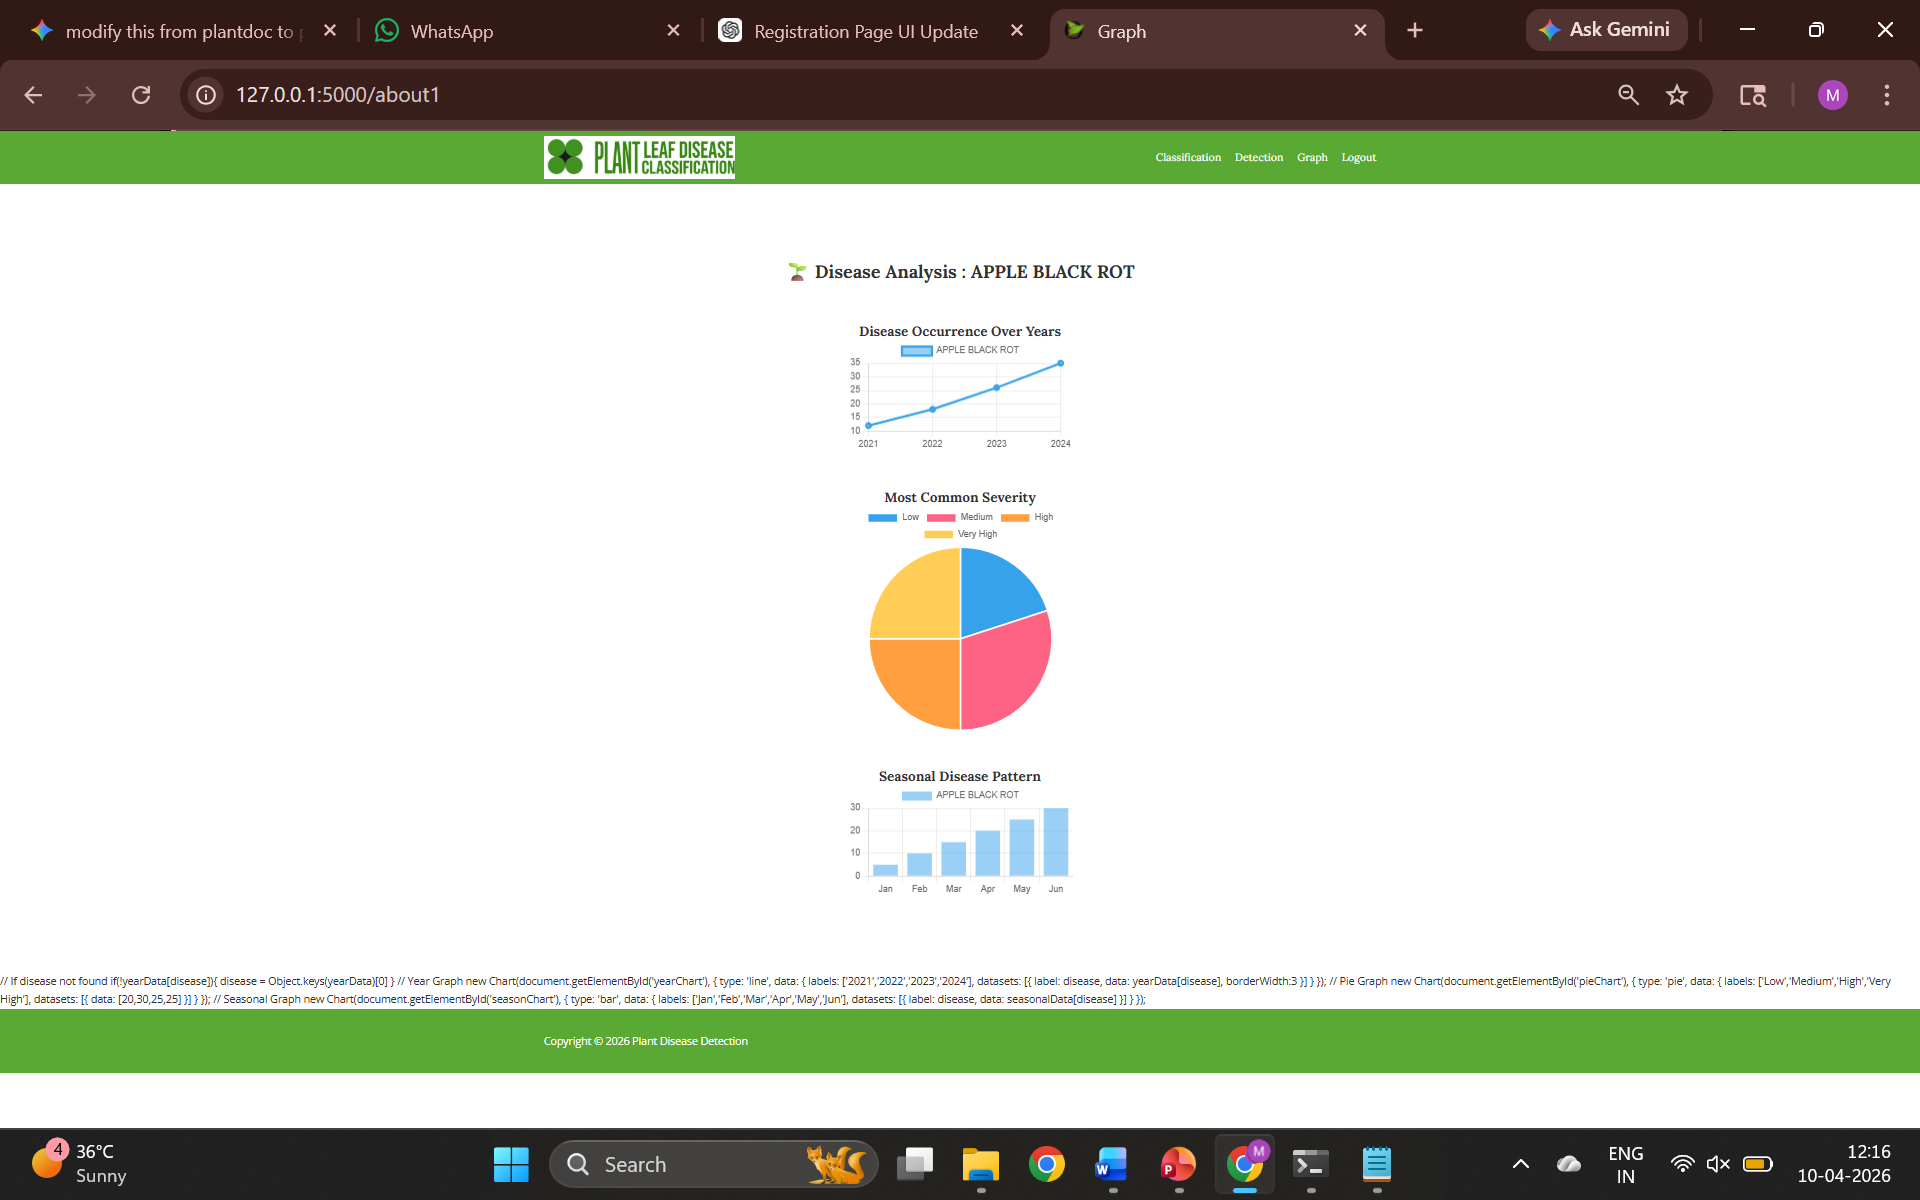 modify this from plantdoc to
WhatsApp
Registration Page UI Update
Graph
Ask Gemini
127.0.0.1:5000/about1
M
PLANT LEAF DISEASE CLASSIFICATION
Classification Detection Graph Logout
Disease Analysis : APPLE BLACK ROT
Disease Occurrence Over Years
APPLE BLACK ROT
35
30
25
20
15
10
2021 2022 2023 2024
Most Common Severity
Low Medium High
Very High
Seasonal Disease Pattern
APPLE BLACK ROT
30
20
10
0
Jan Feb Mar Apr May Jun
// If disease not found if(!yearData[disease]){ disease = Object.keys(yearData)[0] } // Year Graph new Chart(document.getElementById('yearChart'), { type: 'line', data: { labels: ['2021','2022','2023','2024'], datasets: [{ label: disease, data: yearData[disease], borderWidth:3 }] } }); // Pie Graph new Chart(document.getElementById('pieChart'), { type: 'pie', data: { labels: ['Low','Medium','High','Very
High'], datasets: [{ data: [20,30,25,25] }] } }); // Seasonal Graph new Chart(document.getElementById('seasonChart'), { type: 'bar', data: { labels: ['Jan','Feb','Mar','Apr','May','Jun'], datasets: [{ label: disease, data: seasonalData[disease] }] } });
Copyright © 2026 Plant Disease Detection
4
36°C
Sunny
Search
W
P
M
ENG
IN
12:16
10-04-2026